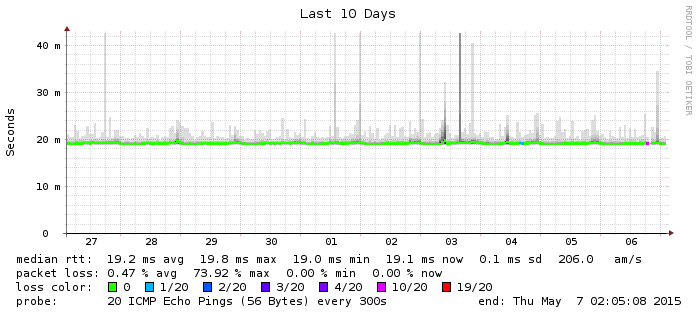 Last 10 Days
RRDTOOL / TOBI OETIKER
Seconds
40 m
30 m
20 m
10 m
0
27 28 29 30 01 02 03 04 05 06
median rtt: 19.2 ms avg 19.8 ms max 19.0 ms min 19.1 ms now 0.1 ms sd 206.0 am/s
packet loss: 0.47 % avg 73.92 % max 0.00 % min 0.00 % now
loss color: 0 1/20 2/20 3/20 4/20 10/20 19/20
probe: 20 ICMP Echo Pings (56 Bytes) every 300s end: Thu May 7 02:05:08 2015